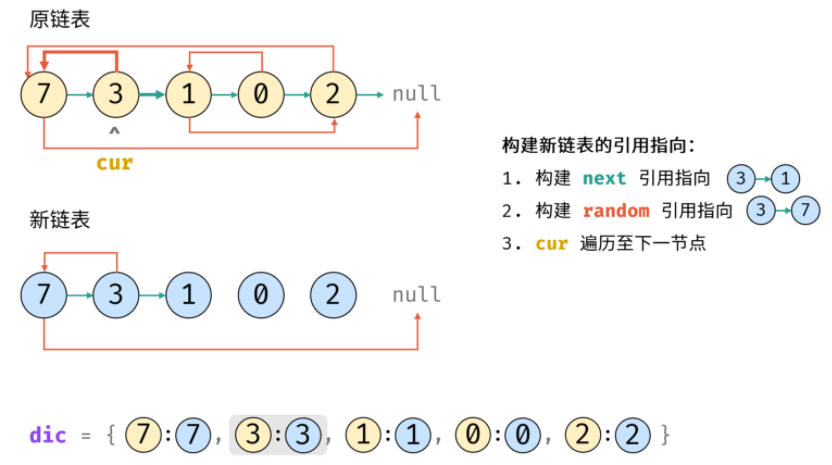 原链表
7 3 1 0 2 null
^
cur
构建新链表的引用指向：
1. 构建 next 引用指向 3 1
2. 构建 random 引用指向 3 7
3. cur 遍历至下一节点
新链表
7 3 1 0 2 null
dic = { 7:7, 3:3, 1:1, 0:0, 2:2 }